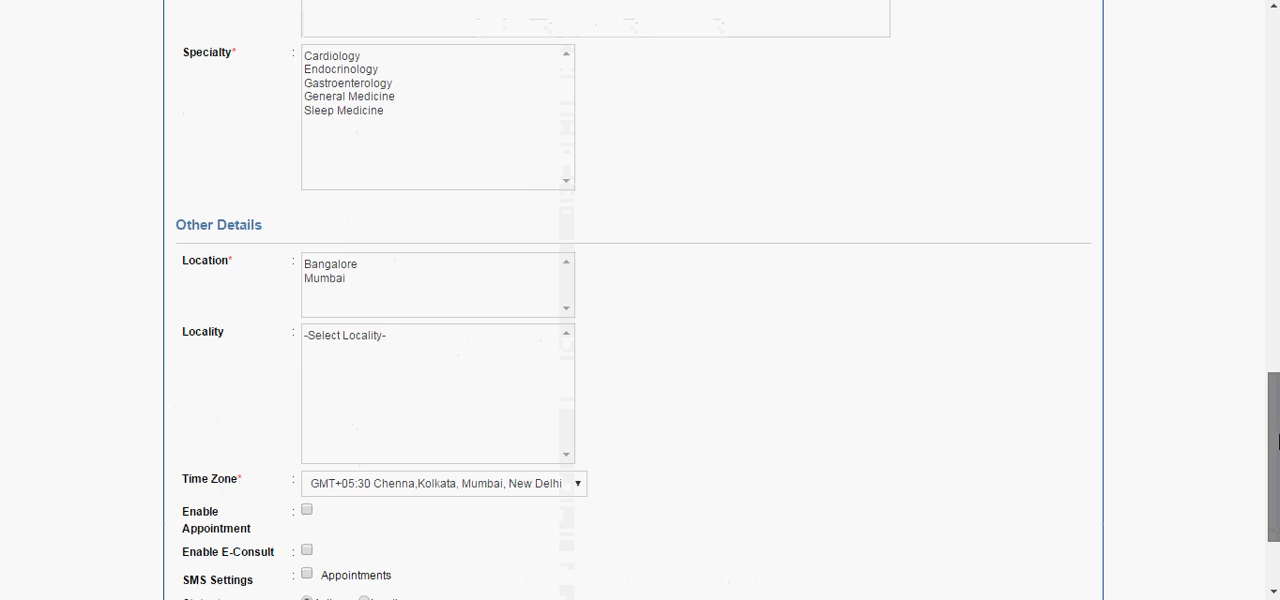 Specialty* :
Cardiology
Endocrinology
Gastroenterology
General Medicine
Sleep Medicine
Other Details
Location* :
Bangalore
Mumbai
Locality :
-Select Locality-
Time Zone* : GMT+05:30 Chenna,Kolkata, Mumbai, New Delhi
Enable :
Appointment
Enable E-Consult :
SMS Settings : Appointments